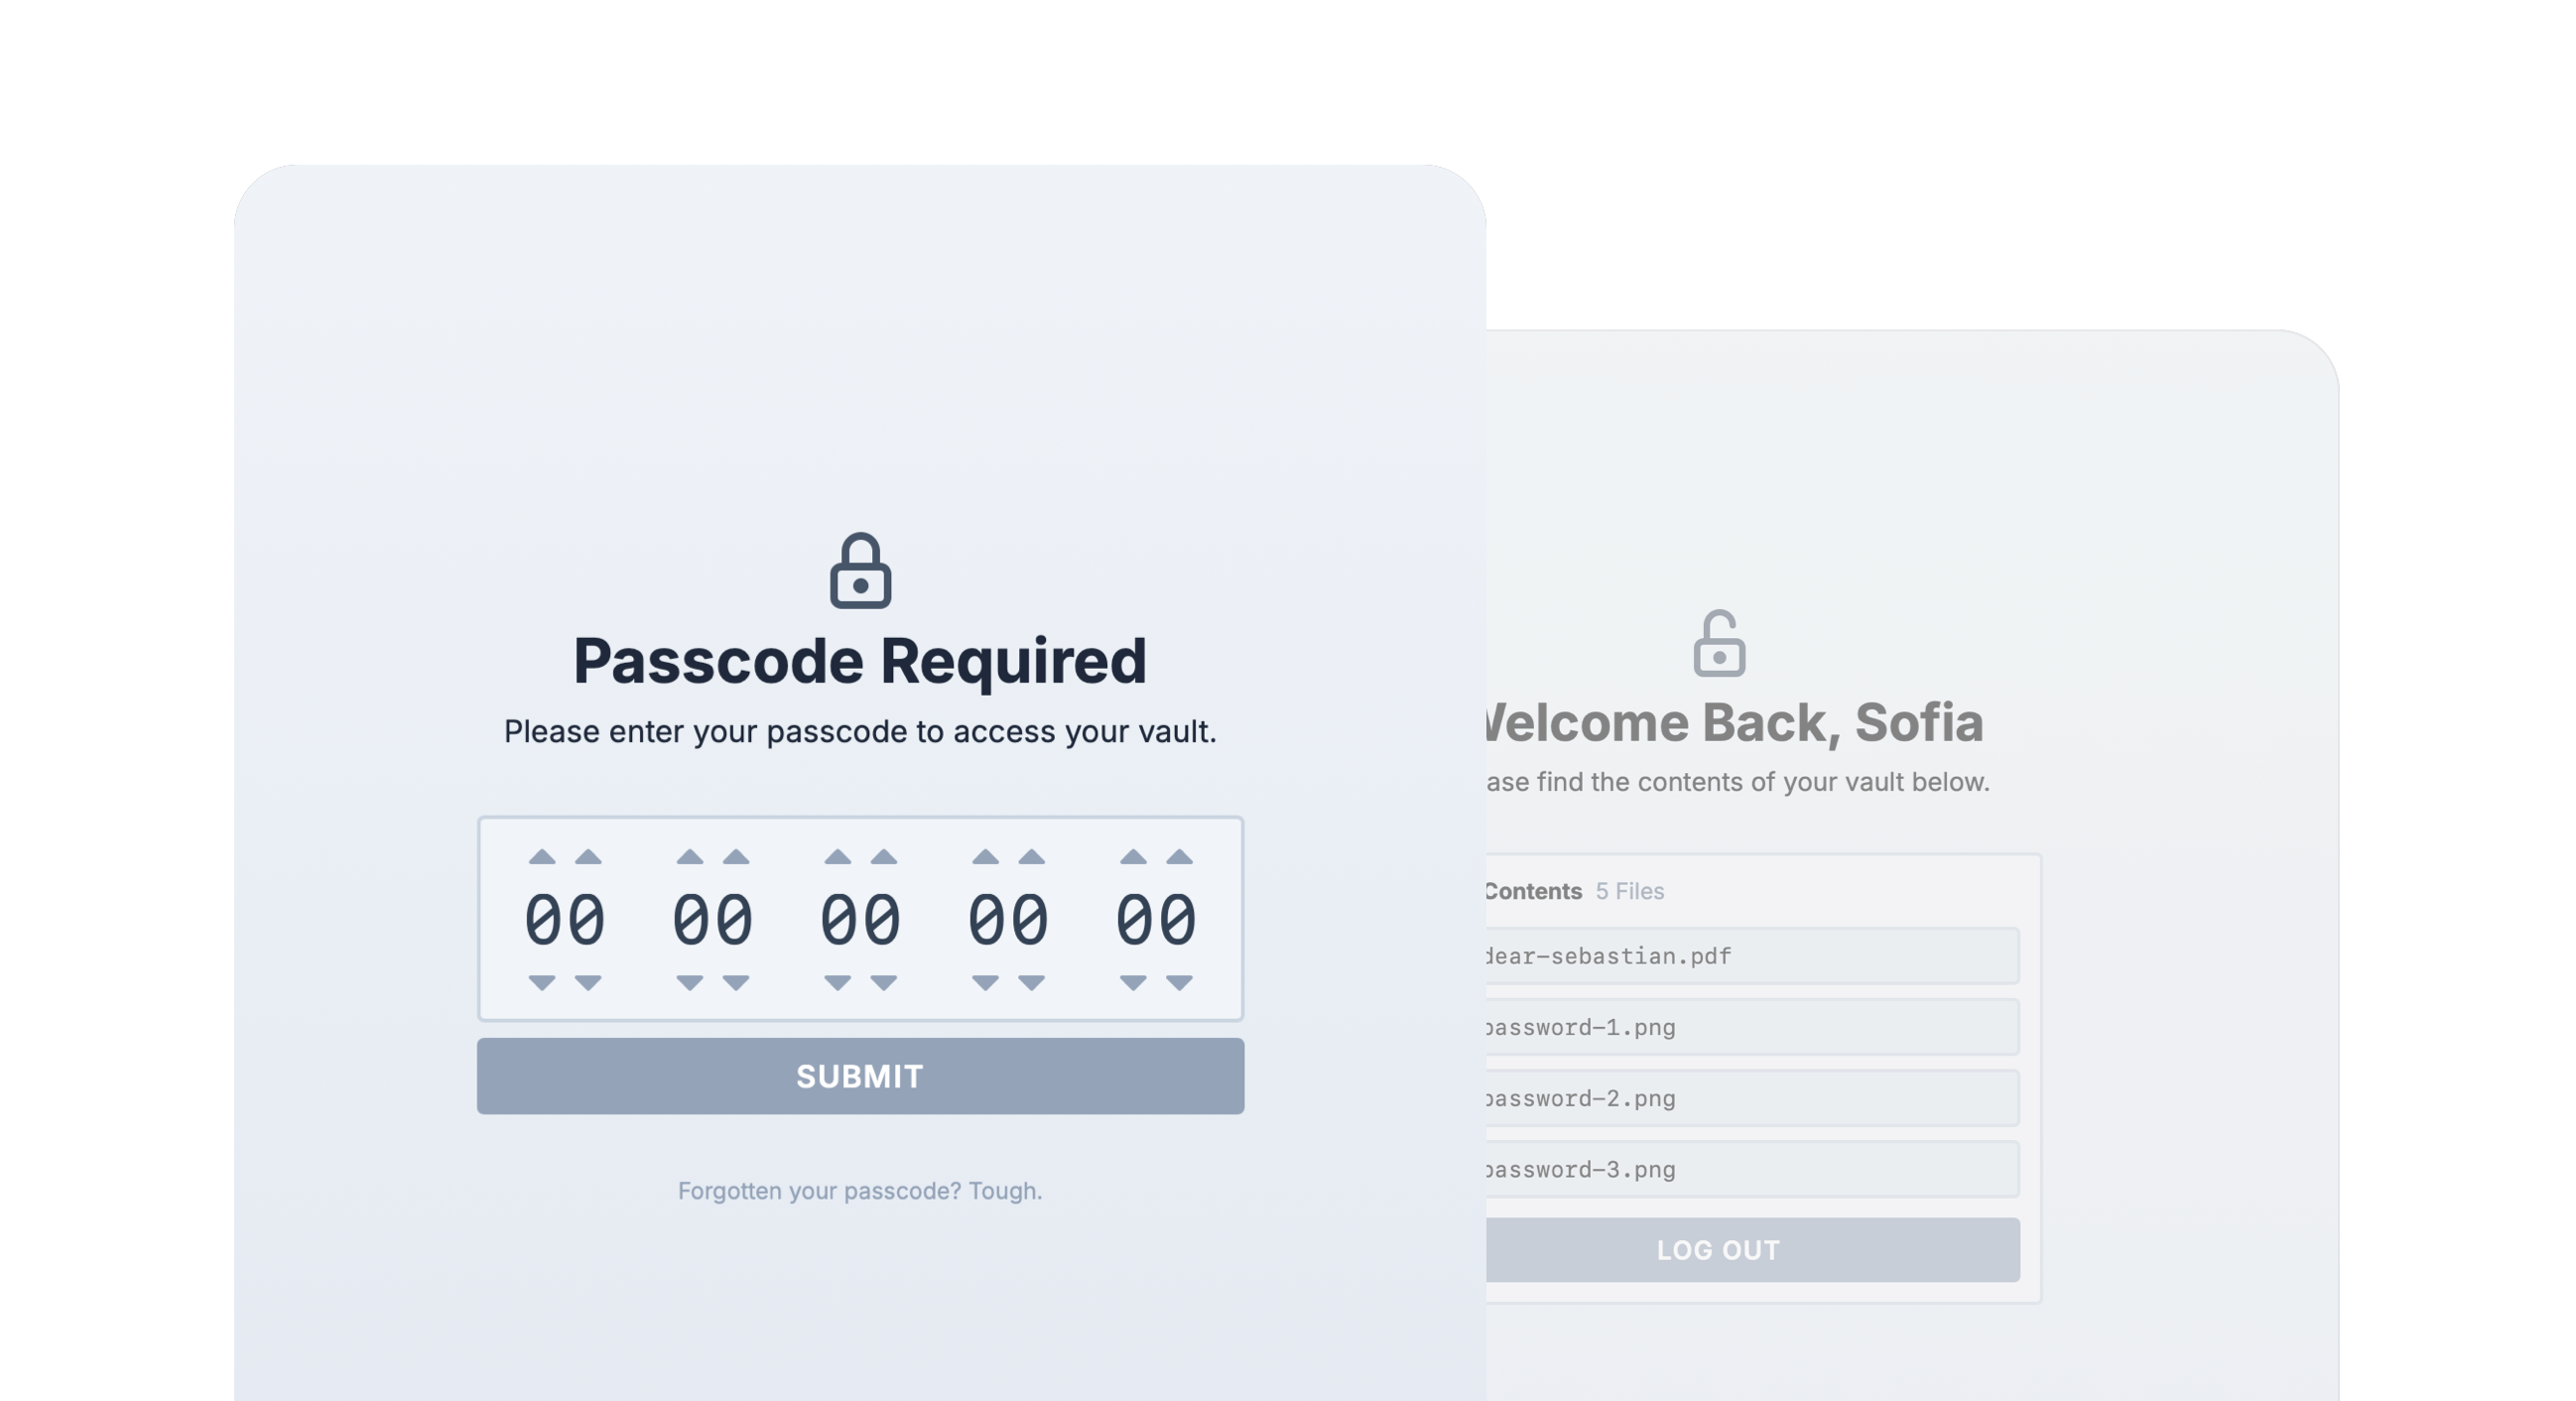 Passcode Required
Please enter your passcode to access your vault.
00 00 00 00 00
SUBMIT
Forgotten your passcode? Tough.
Welcome Back, Sofia
find the contents of your vault below.
Contents 5 Files
dear-sebastian.pdf
password-1.png
password-2.png
password-3.png
LOG OUT